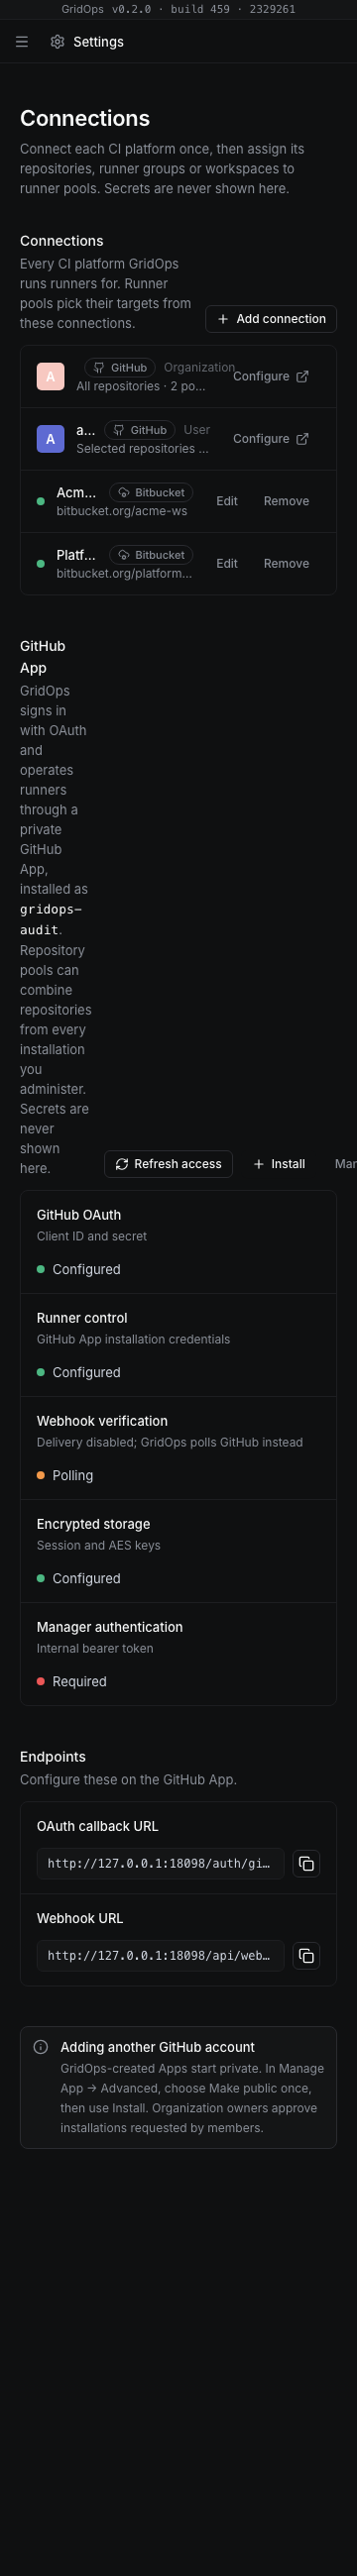 GridOps v0.2.0 · build 459 · 2329261
Settings
Connections
Connect each CI platform once, then assign its
repositories, runner groups or workspaces to
runner pools. Secrets are never shown here.
Connections
Every CI platform GridOps
runs runners for. Runner
pools pick their targets from
these connections.
Add connection
A
GitHub Organization
All repositories · 2 po...
Configure
A
a... GitHub User
Selected repositories ...
Configure
Acm... Bitbucket
bitbucket.org/acme-ws
Edit Remove
Platf... Bitbucket
bitbucket.org/platform...
Edit Remove
GitHub
App
GridOps
signs in
with OAuth
and
operates
runners
through a
private
GitHub
App,
installed as
gridops-
audit.
Repository
pools can
combine
repositories
from every
installation
you
administer.
Secrets are
never
shown
here.
Refresh access
Install
Mar
GitHub OAuth
Client ID and secret
Configured
Runner control
GitHub App installation credentials
Configured
Webhook verification
Delivery disabled; GridOps polls GitHub instead
Polling
Encrypted storage
Session and AES keys
Configured
Manager authentication
Internal bearer token
Required
Endpoints
Configure these on the GitHub App.
OAuth callback URL
http://127.0.0.1:18098/auth/gi...
Webhook URL
http://127.0.0.1:18098/api/web...
Adding another GitHub account
GridOps-created Apps start private. In Manage
App → Advanced, choose Make public once,
then use Install. Organization owners approve
installations requested by members.